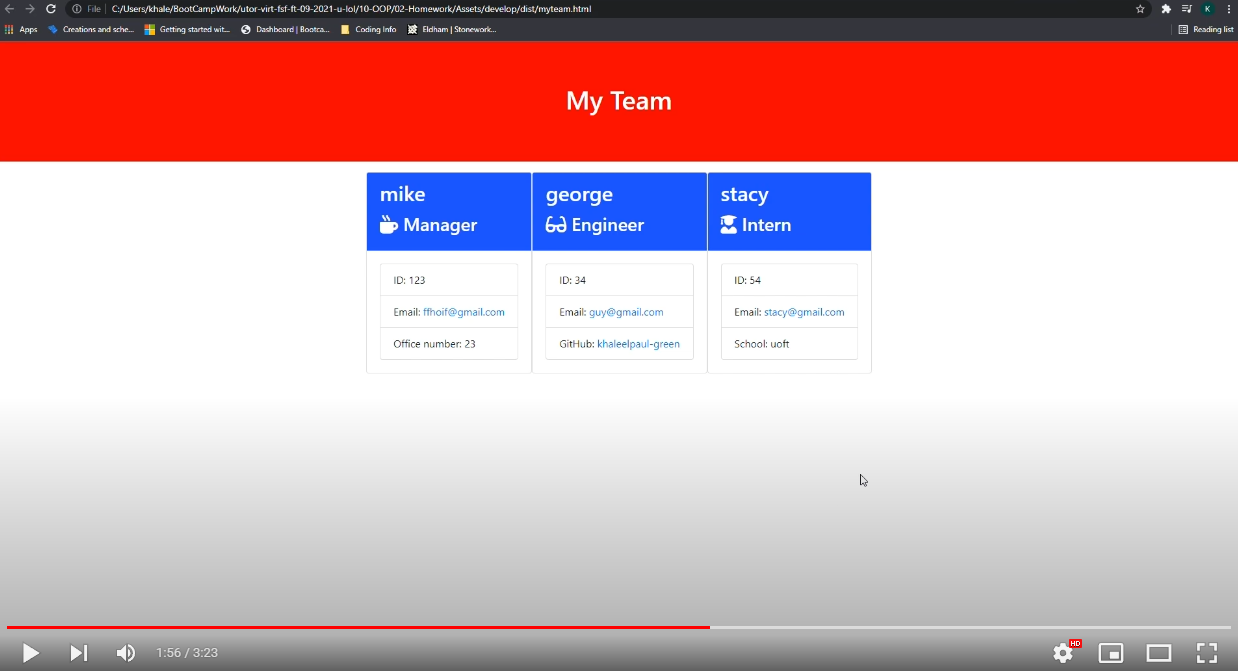 File C:/Users/khale/BootCampWork/utor-virt-fsf-ft-09-2021-u-lol/10-OOP/02-Homework/Assets/develop/dist/myteam.html K
Apps Creations and sche... Getting started wit... Dashboard | Bootca... Coding Info Eldham | Stonework... Reading list
My Team
mike
Manager
ID: 123
Email: ffhoif@gmail.com
Office number: 23
george
Engineer
ID: 34
Email: guy@gmail.com
GitHub: khaleelpaul-green
stacy
Intern
ID: 54
Email: stacy@gmail.com
School: uoft
1:56 / 3:23
HD